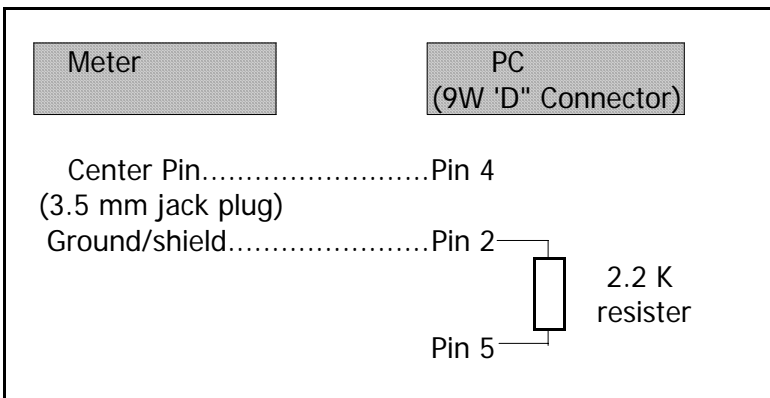 Meter
PC
(9W 'D" Connector)
Center Pin..........................Pin 4
(3.5 mm jack plug)
Ground/shield.......................Pin 2
2.2 K
resister
Pin 5